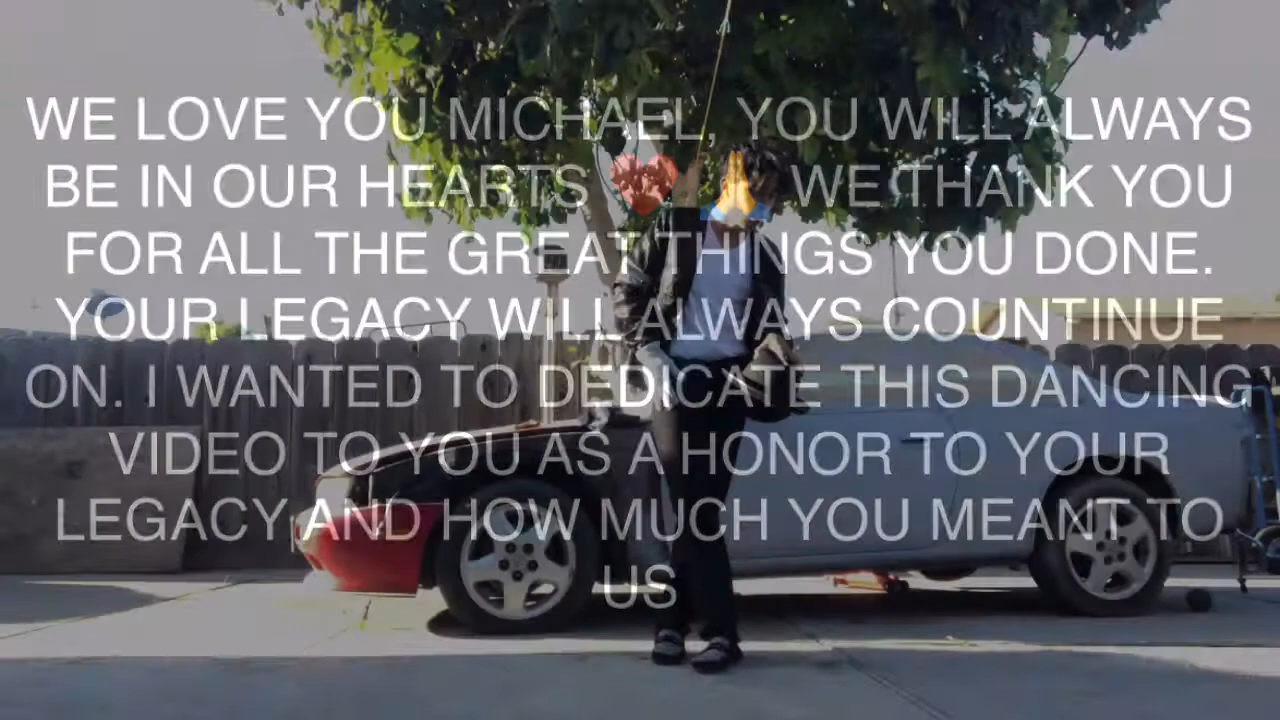 WE LOVE YOU MICHAEL, YOU WILL ALWAYS
BE IN OUR HEARTS ❤️ 🙏 WE THANK YOU
FOR ALL THE GREAT THINGS YOU DONE.
YOUR LEGACY WILL ALWAYS COUNTINUE
ON. I WANTED TO DEDICATE THIS DANCING
VIDEO TO YOU AS A HONOR TO YOUR
LEGACY AND HOW MUCH YOU MEANT TO
US